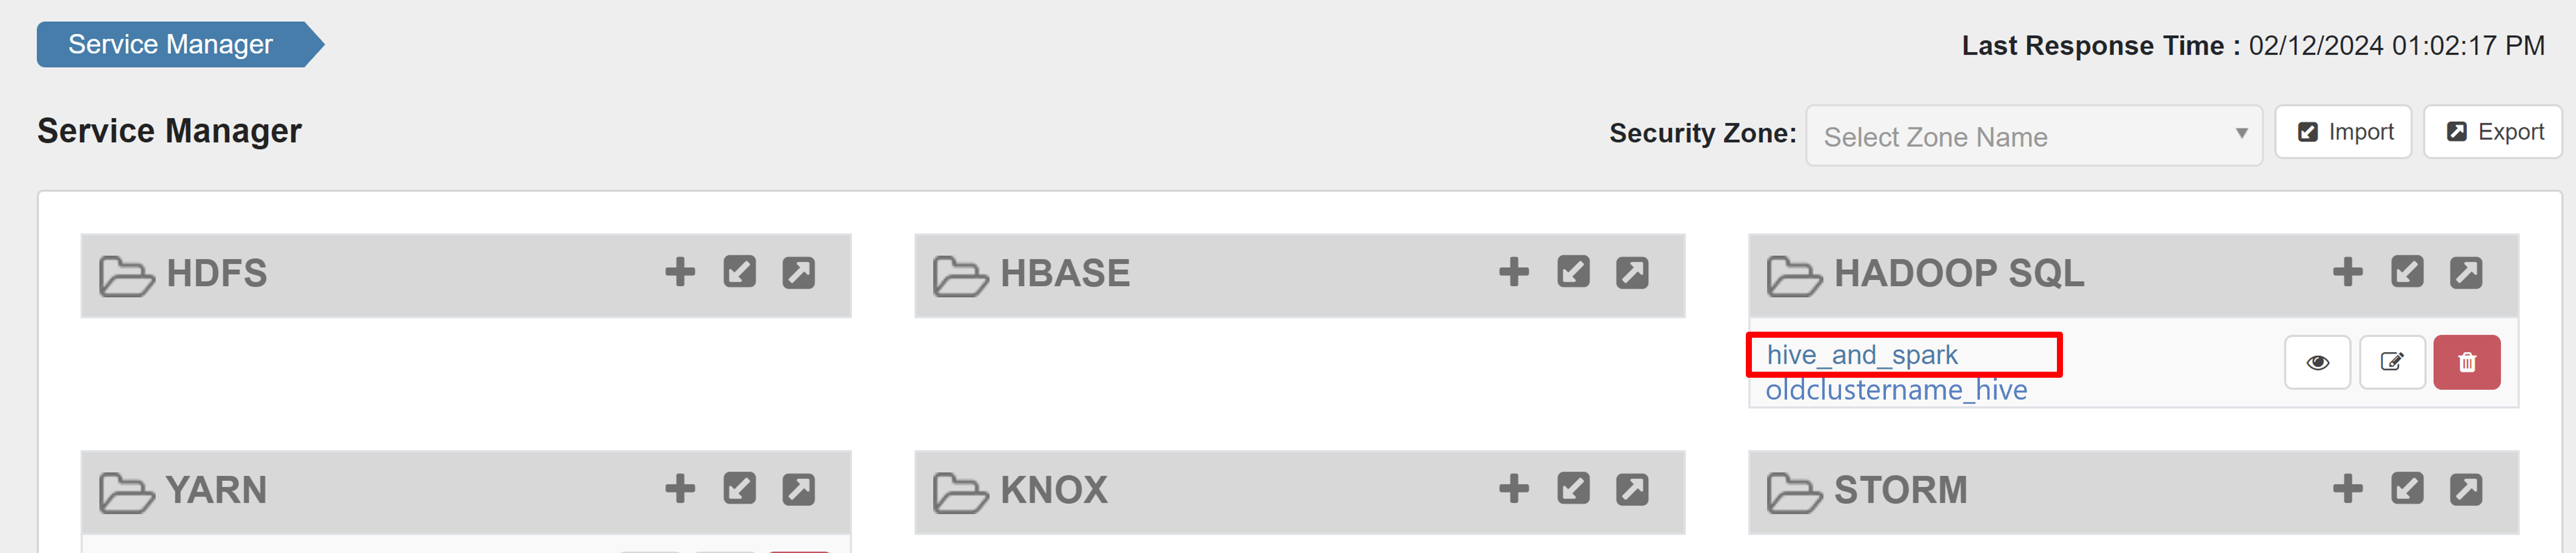 Service Manager
Last Response Time : 02/12/2024 01:02:17 PM
Service Manager
Security Zone: Select Zone Name Import Export
HDFS
HBASE
HADOOP SQL
hive_and_spark
oldclustername_hive
YARN
KNOX
STORM